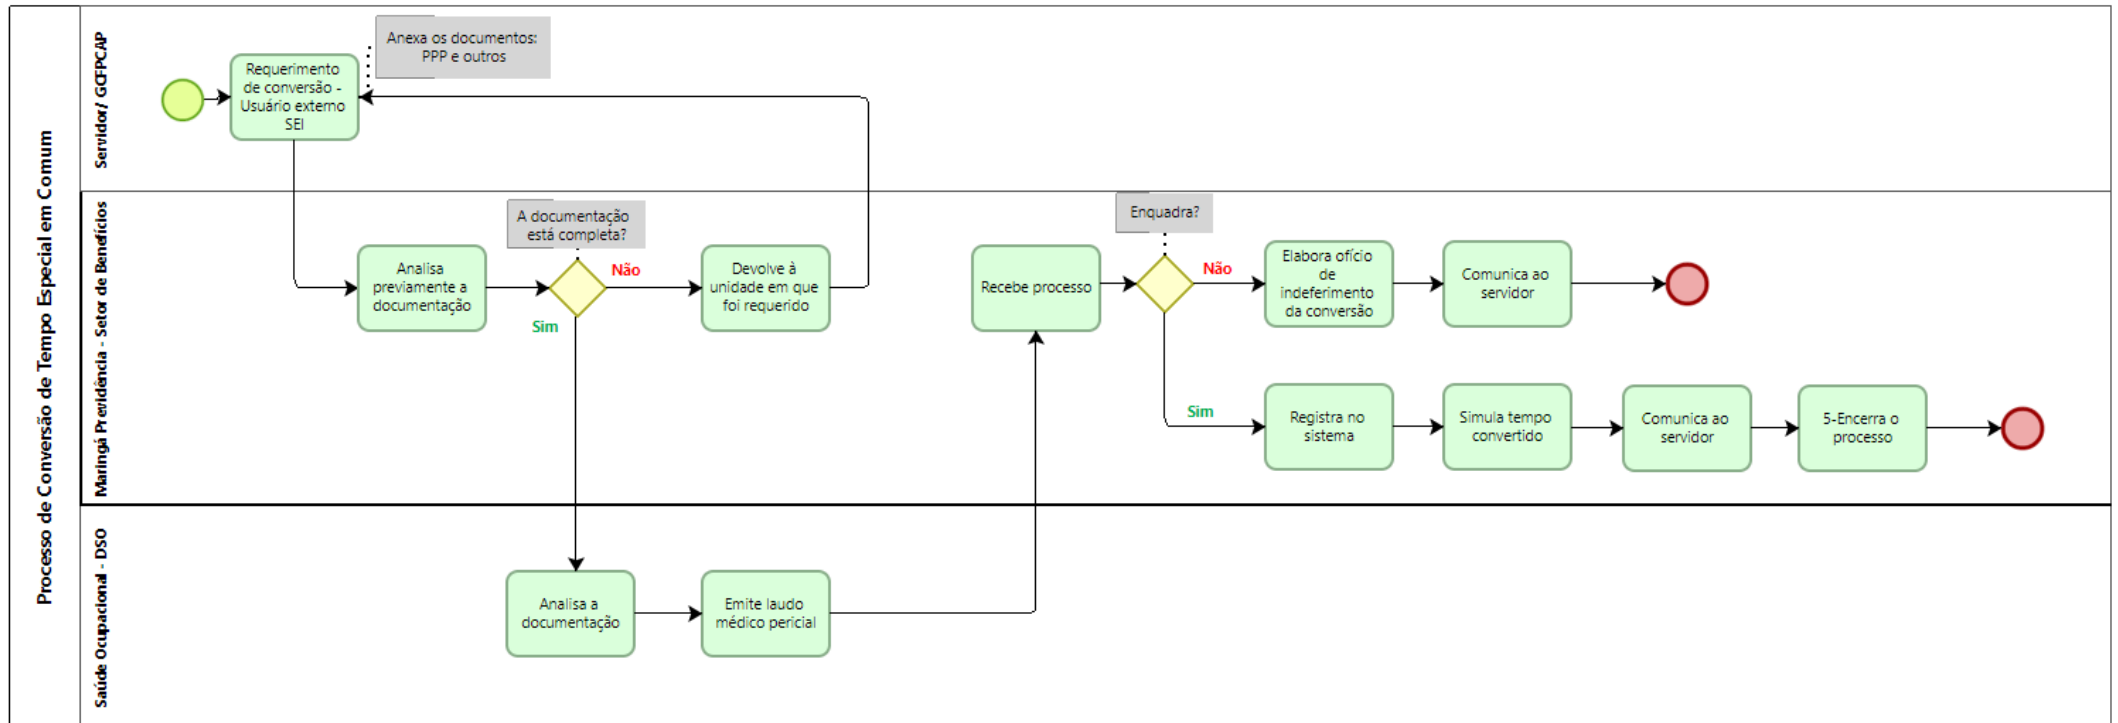 Processo de Conversão de Tempo Especial em Comum
Servidor/ GCFPCAP
Requerimento
de conversão -
Usuário externo
SEI
Anexa os documentos:
PPP e outros
Maringá Previdência - Setor de Benefícios
Analisa
previamente a
documentação
A documentação
está completa?
Não
Sim
Devolve à
unidade em que
foi requerido
Recebe processo
Enquadra?
Não
Elabora ofício
de
indeferimento
da conversão
Comunica ao
servidor
Sim
Registra no
sistema
Simula tempo
convertido
Comunica ao
servidor
5-Encerra o
processo
Saúde Ocupacional - DSO
Analisa a
documentação
Emite laudo
médico pericial